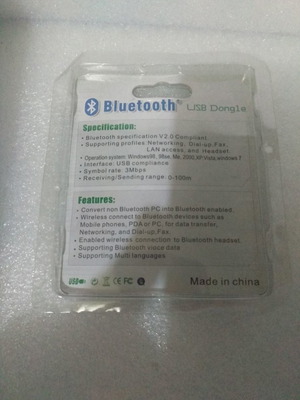 Bluetooth® USB Dongle
Specification:
• Bluetooth specification V2.0 Compliant
• Supporting profiles Networking, Dial-up,Fax,
LAN access, and Headset.
• Operation system: Windows98, 98se, Me, 2000,XP,Vista,windows 7
• Interface: USB compliance
• Symbol rate: 3Mbps
• Receiving/Sending range: 0-100m
Features:
• Convert non Bluetooth PC into Bluetooth enabled.
• Wireless connect to Bluetooth devices such as
Mobile phones, PDA or PC, for data transfer,
Networking, and Dial-up,Fax.
• Enabled wireless connection to Bluetooth headset.
• Supporting Bluetooth voice data
• Supporting Multi languages
USB CE FC
Made in china